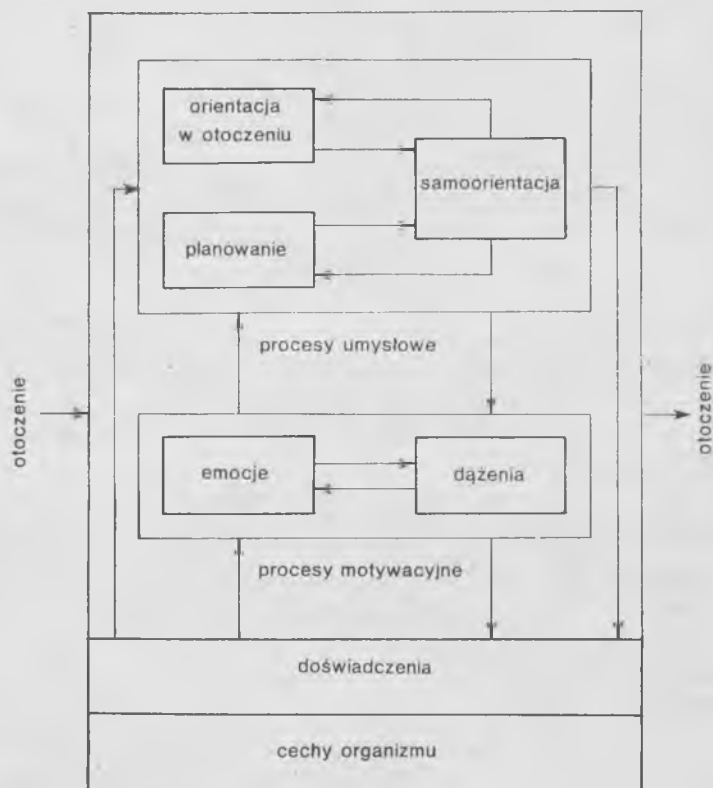 orientacja
w otoczeniu
samoorientacja
planowanie
procesy umysłowe
otoczenie
otoczenie
emocje
dążenia
procesy motywacyjne
doświadczenia
cechy organizmu